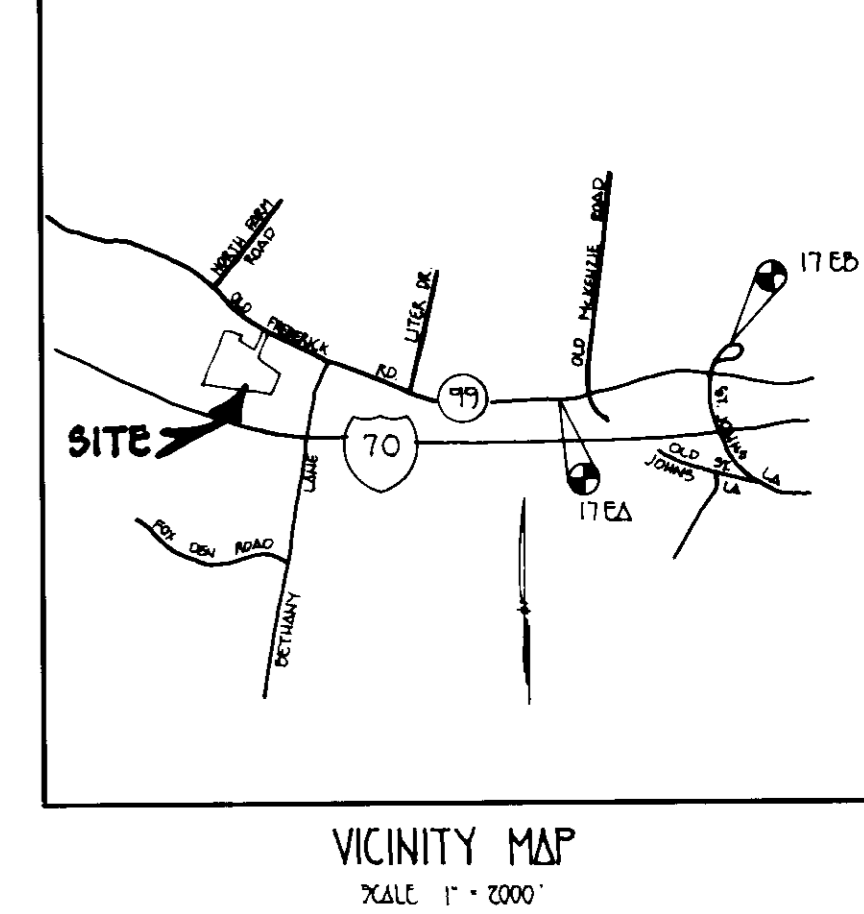 NORTH FARM
ROAD
OLD FREDERICK RD.
LITER DR.
OLD McKENZIE ROAD
17 EB
99
70
SITE
LANE
ST. JOHNS LA
OLD ST.
JOHNS LA
17 EA
FOX DEN ROAD
BETHANY
VICINITY MAP
SCALE 1" = 2000'